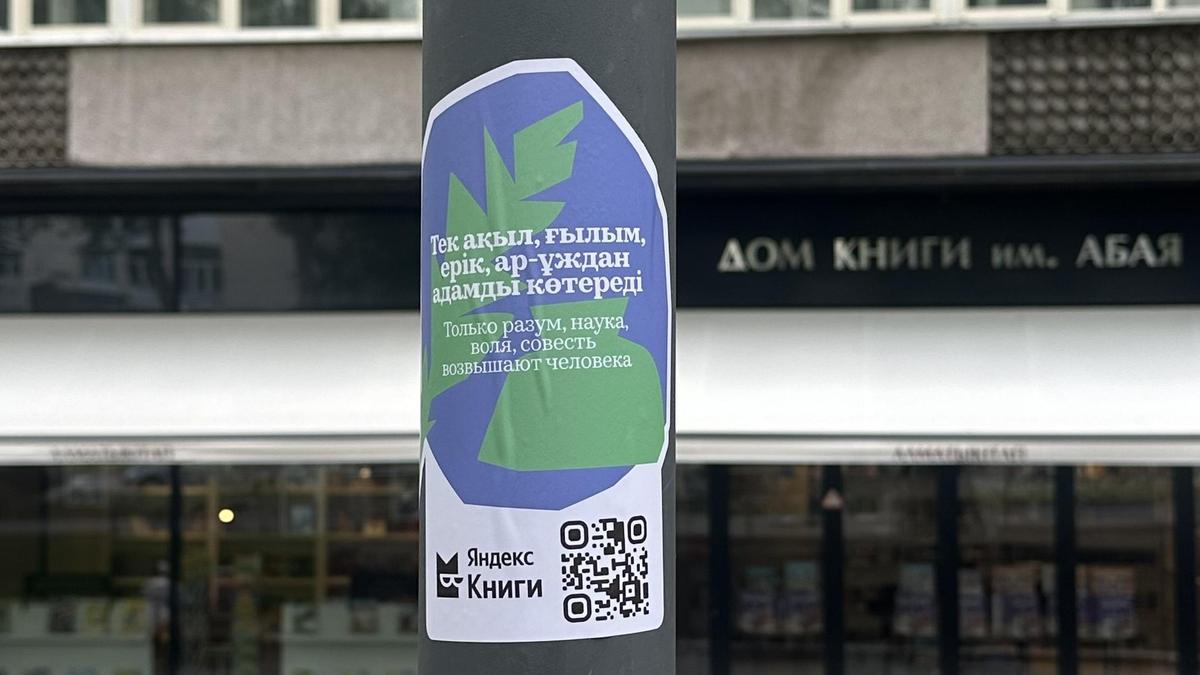 Тек ақыл, ғылым,
ерік, ар-ұждан
адамды көтереді
Только разум, наука,
воля, совесть
возвышают человека
Яндекс
Книги
ДОМ КНИГИ им. АБАЯ